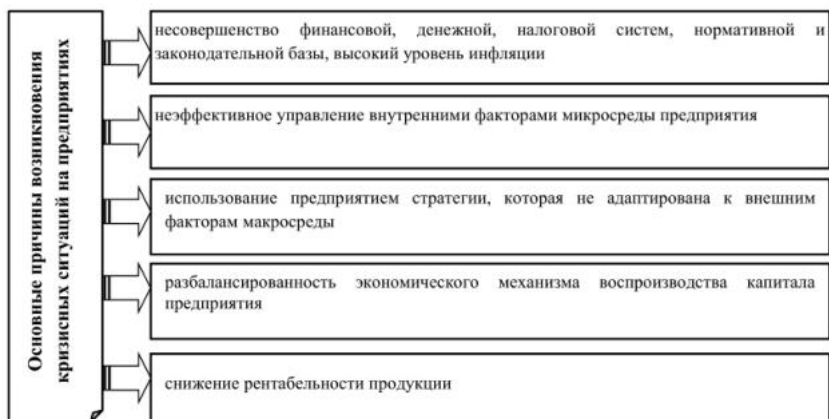 Основные причины возникновения
кризисных ситуаций на предприятиях
несовершенство финансовой, денежной, налоговой систем, нормативной и
законодательной базы, высокий уровень инфляции
неэффективное управление внутренними факторами микросреды предприятия
использование предприятием стратегии, которая не адаптирована к внешним
факторам макросреды
разбалансированность экономического механизма воспроизводства капитала
предприятия
снижение рентабельности продукции